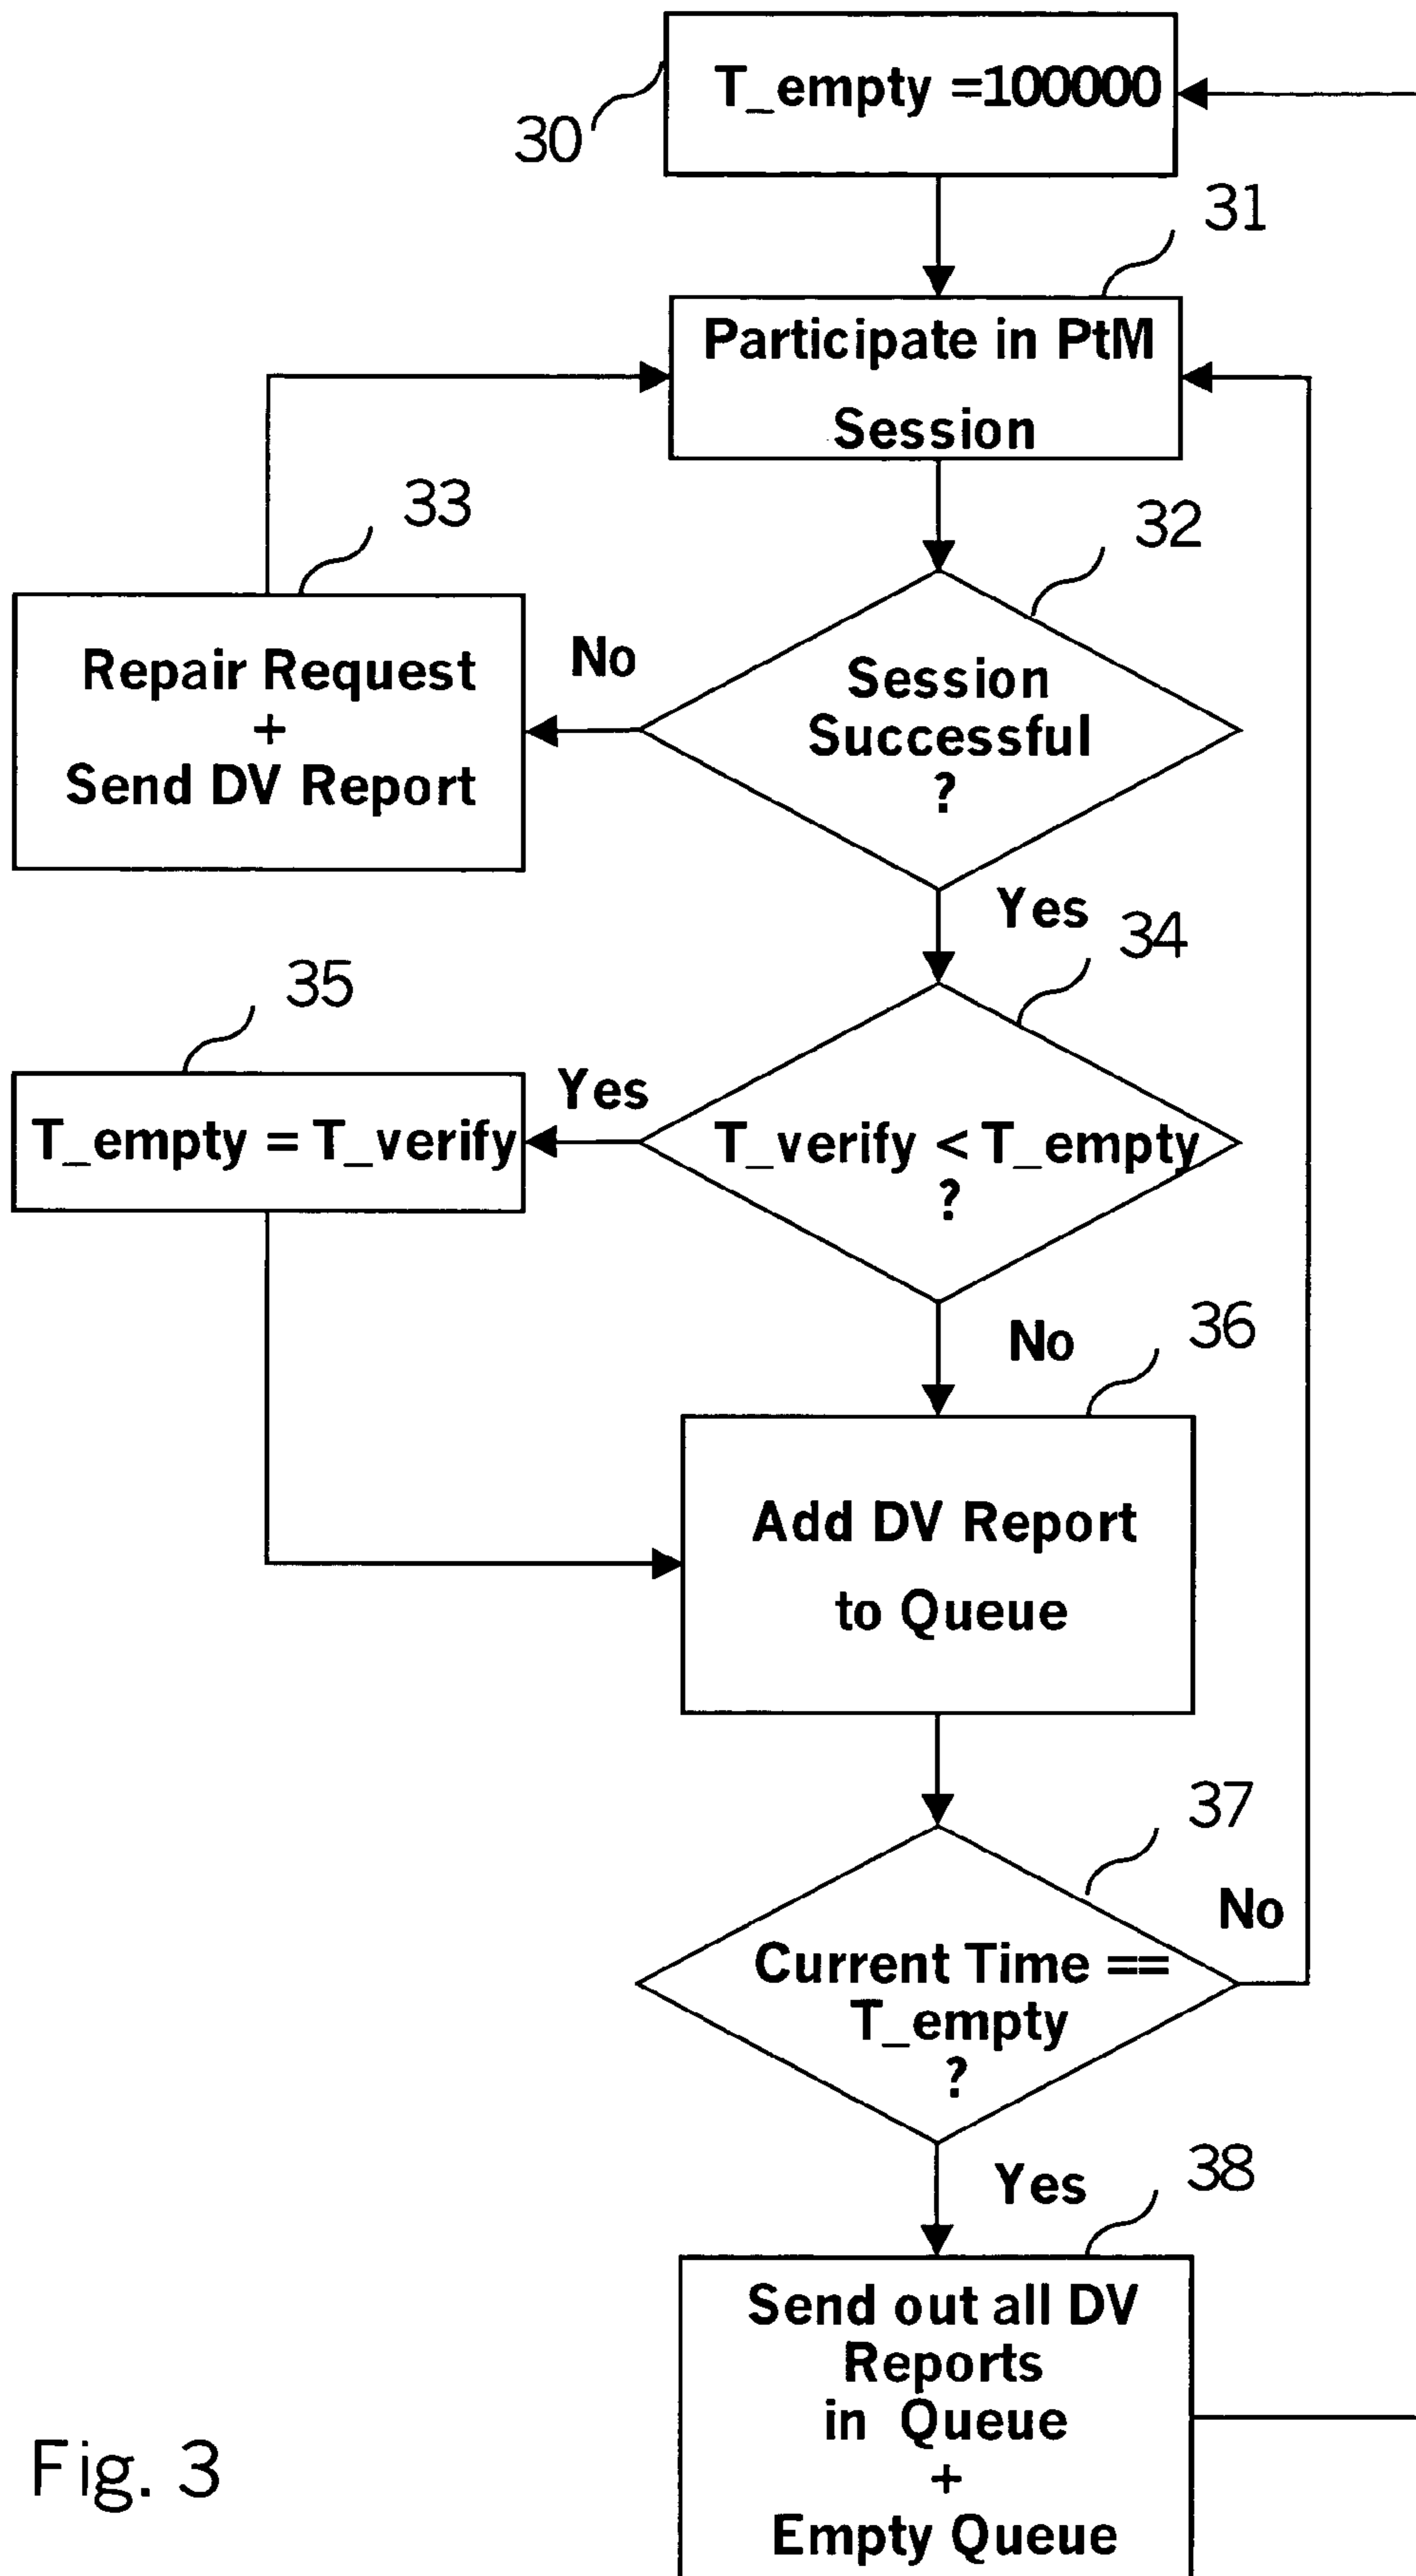 T_empty =100000
30
31
Participate in PtM
Session
33
32
Repair Request
+
Send DV Report
No
Session
Successful
?
Yes
34
35
T_empty = T_verify
Yes
T_verify < T_empty
?
No
36
Add DV Report
to Queue
37
No
Current Time ==
T_empty
?
Yes
38
Send out all DV
Reports
in Queue
+
Empty Queue
Fig. 3